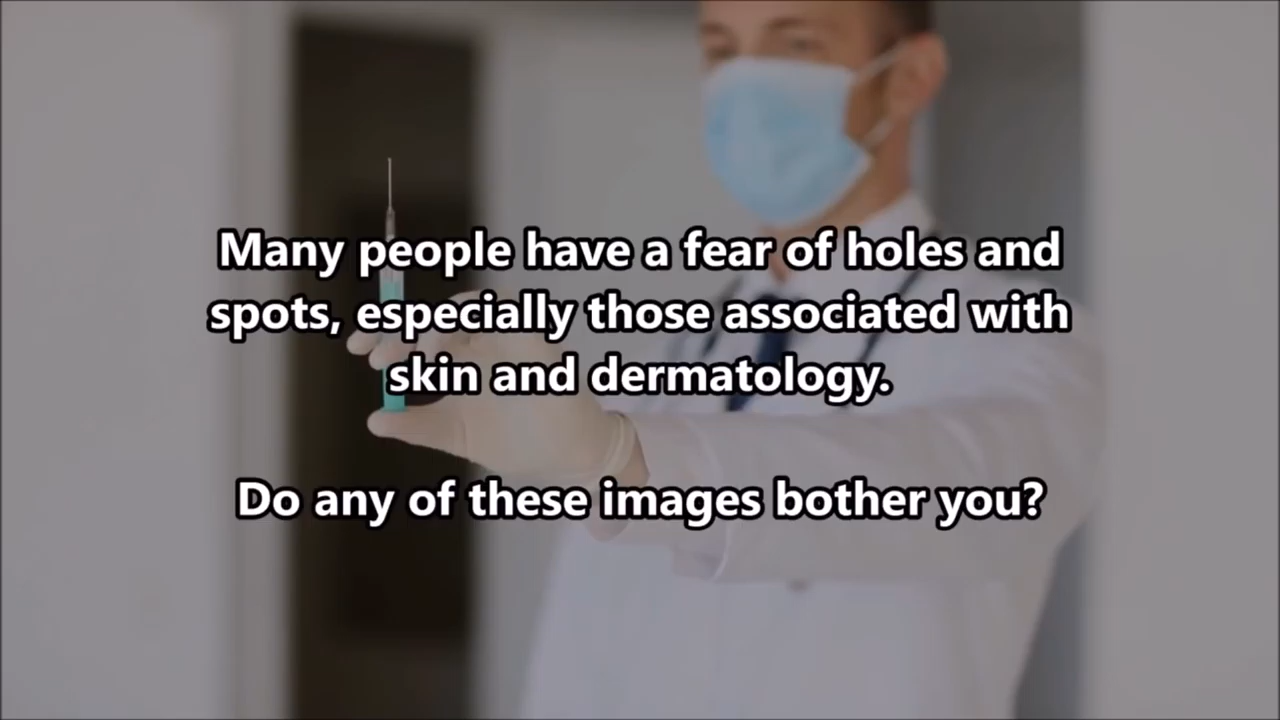 Many people have a fear of holes and
spots, especially those associated with
skin and dermatology.
Do any of these images bother you?